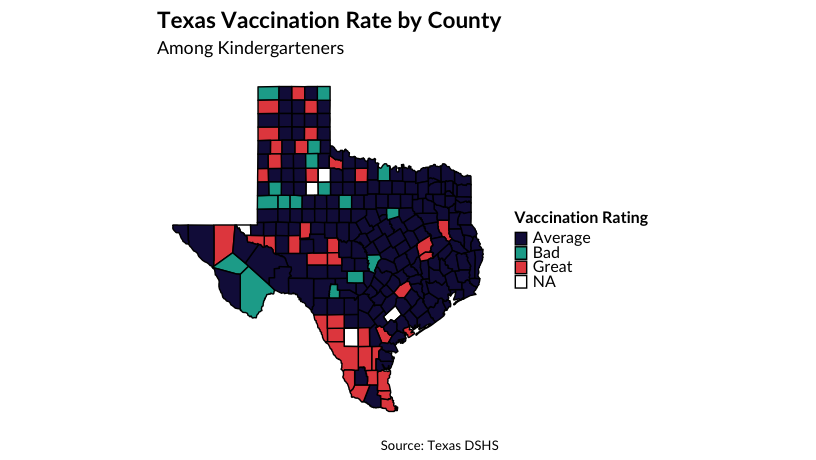 Texas Vaccination Rate by County
Among Kindergarteners
Vaccination Rating
Average
Bad
Great
NA
Source: Texas DSHS